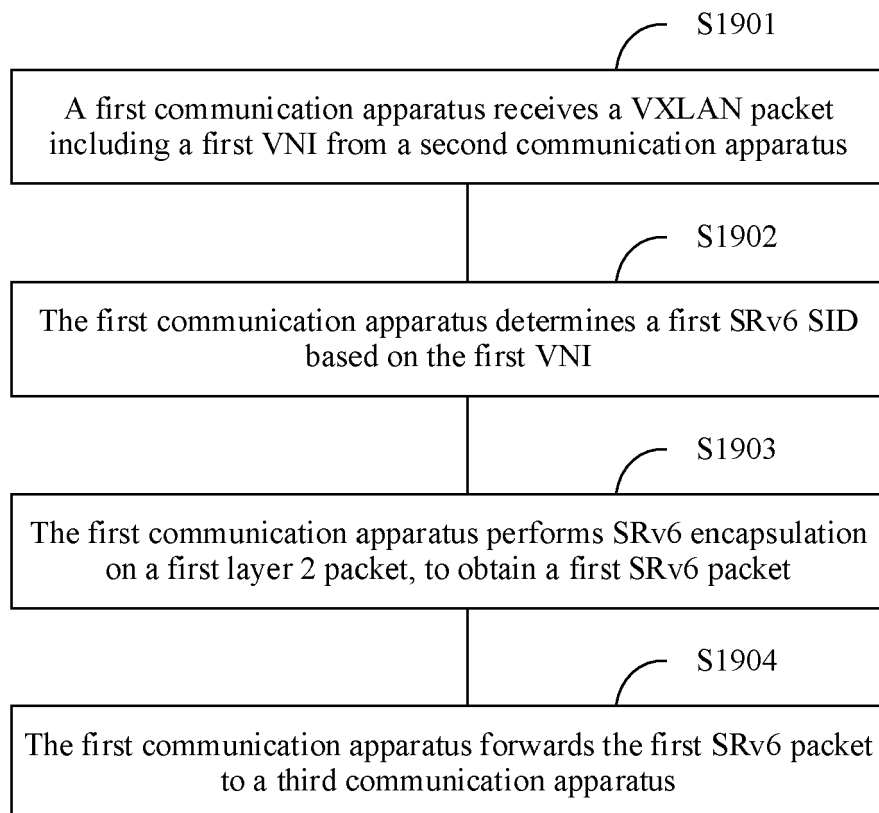 S1901
A first communication apparatus receives a VXLAN packet
including a first VNI from a second communication apparatus
S1902
The first communication apparatus determines a first SRv6 SID
based on the first VNI
S1903
The first communication apparatus performs SRv6 encapsulation
on a first layer 2 packet, to obtain a first SRv6 packet
S1904
The first communication apparatus forwards the first SRv6 packet
to a third communication apparatus